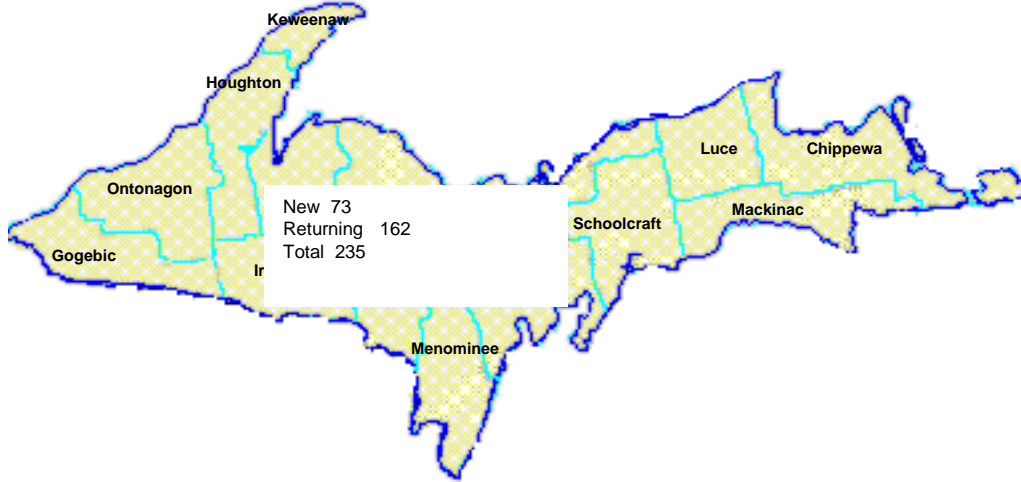 Keweenaw
Houghton
Luce
Chippewa
Ontonagon
Mackinac
New 73
Returning 162
Total 235
Schoolcraft
Gogebic
Menominee